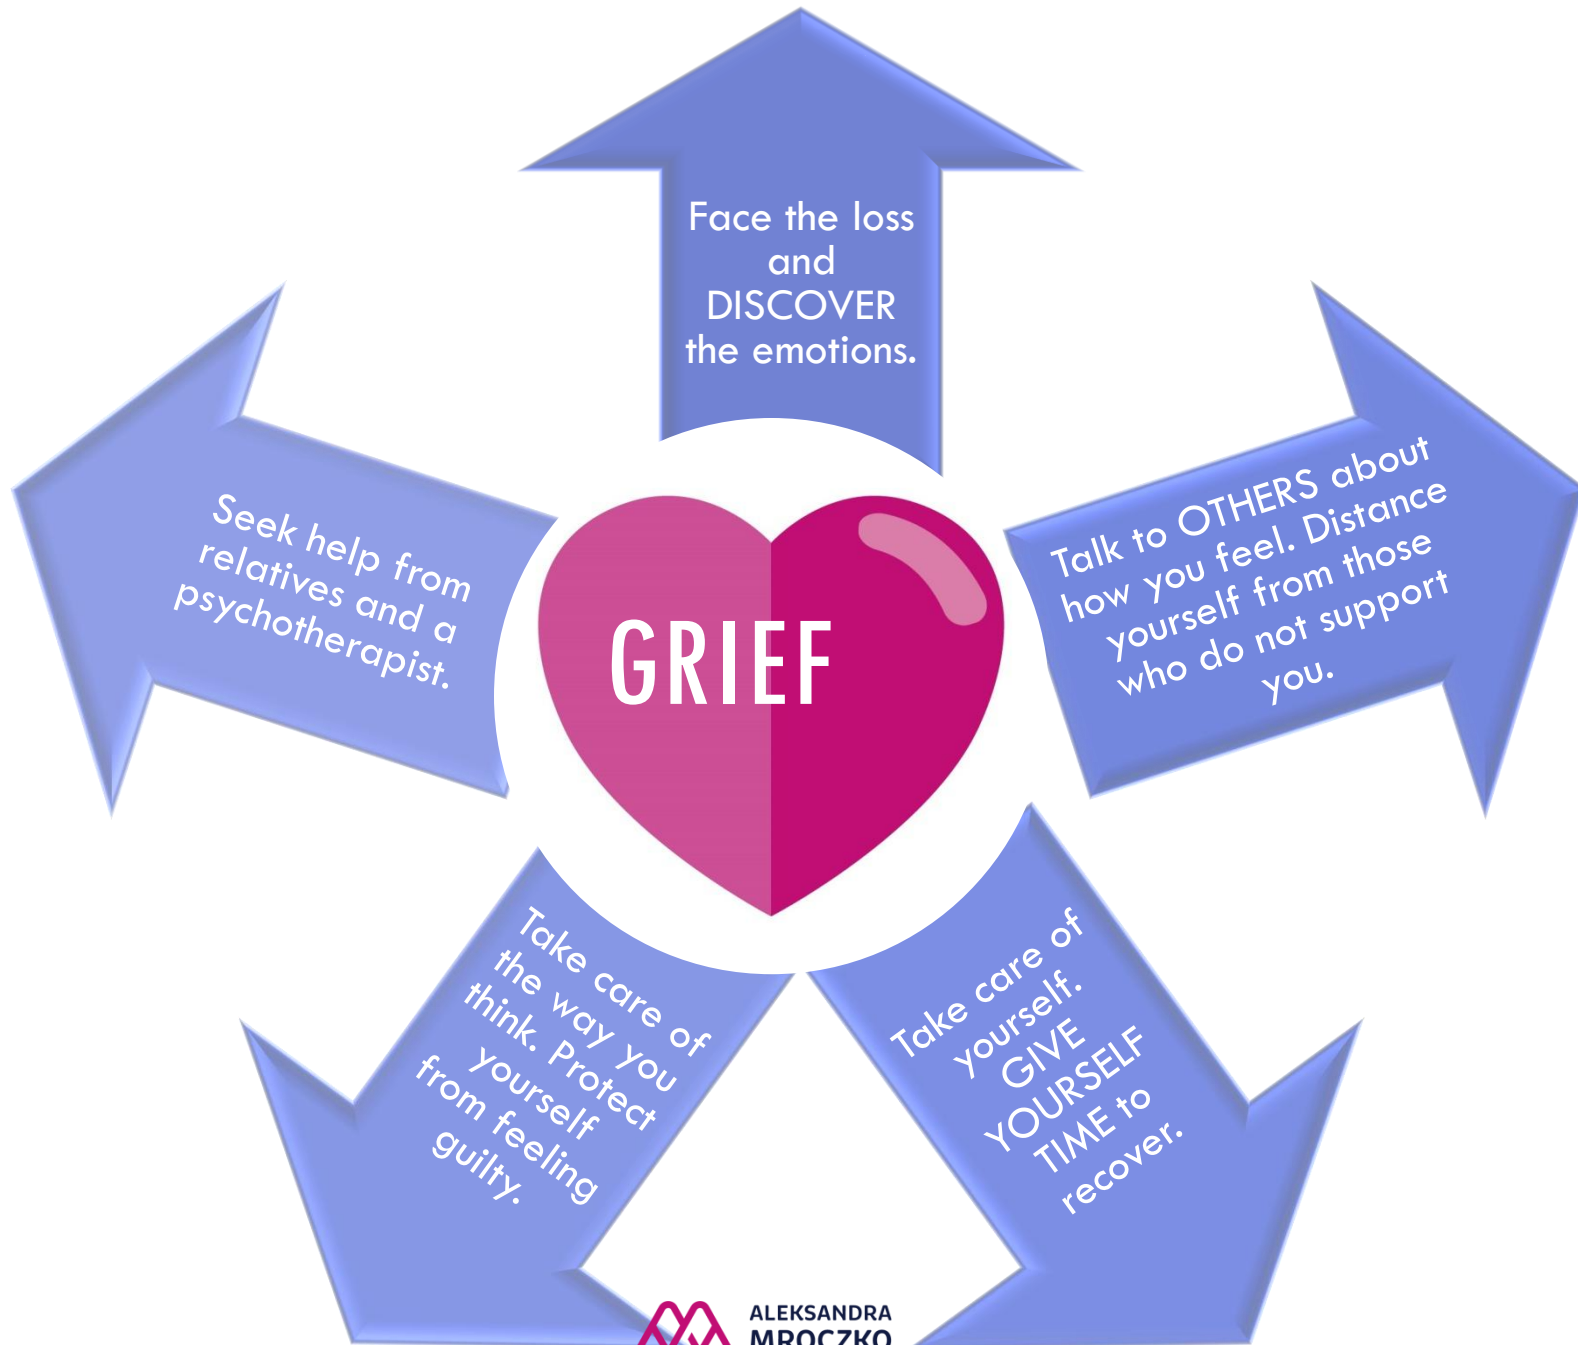 Face the loss
and
DISCOVER
the emotions.
Talk to OTHERS about
how you feel. Distance
yourself from those
who do not support
you.
Take care of
yourself.
GIVE
YOURSELF
TIME to
recover.
Take care of
the way you
think. Protect
yourself
from feeling
guilty.
Seek help from
relatives and a
psychotherapist.
GRIEF
ALEKSANDRA
MROCZKO